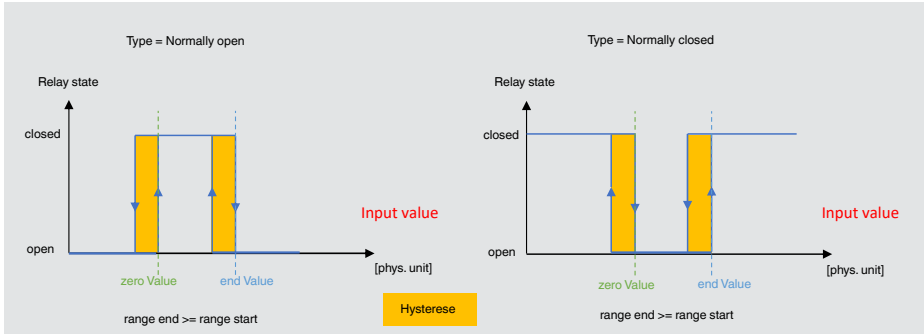 Type = Normally open
Type = Normally closed
Relay state
Relay state
closed
closed
Input value
Input value
open
open
[phys. unit]
[phys. unit]
zero Value
end Value
zero Value
end Value
Hysterese
range end >= range start
range end >= range start